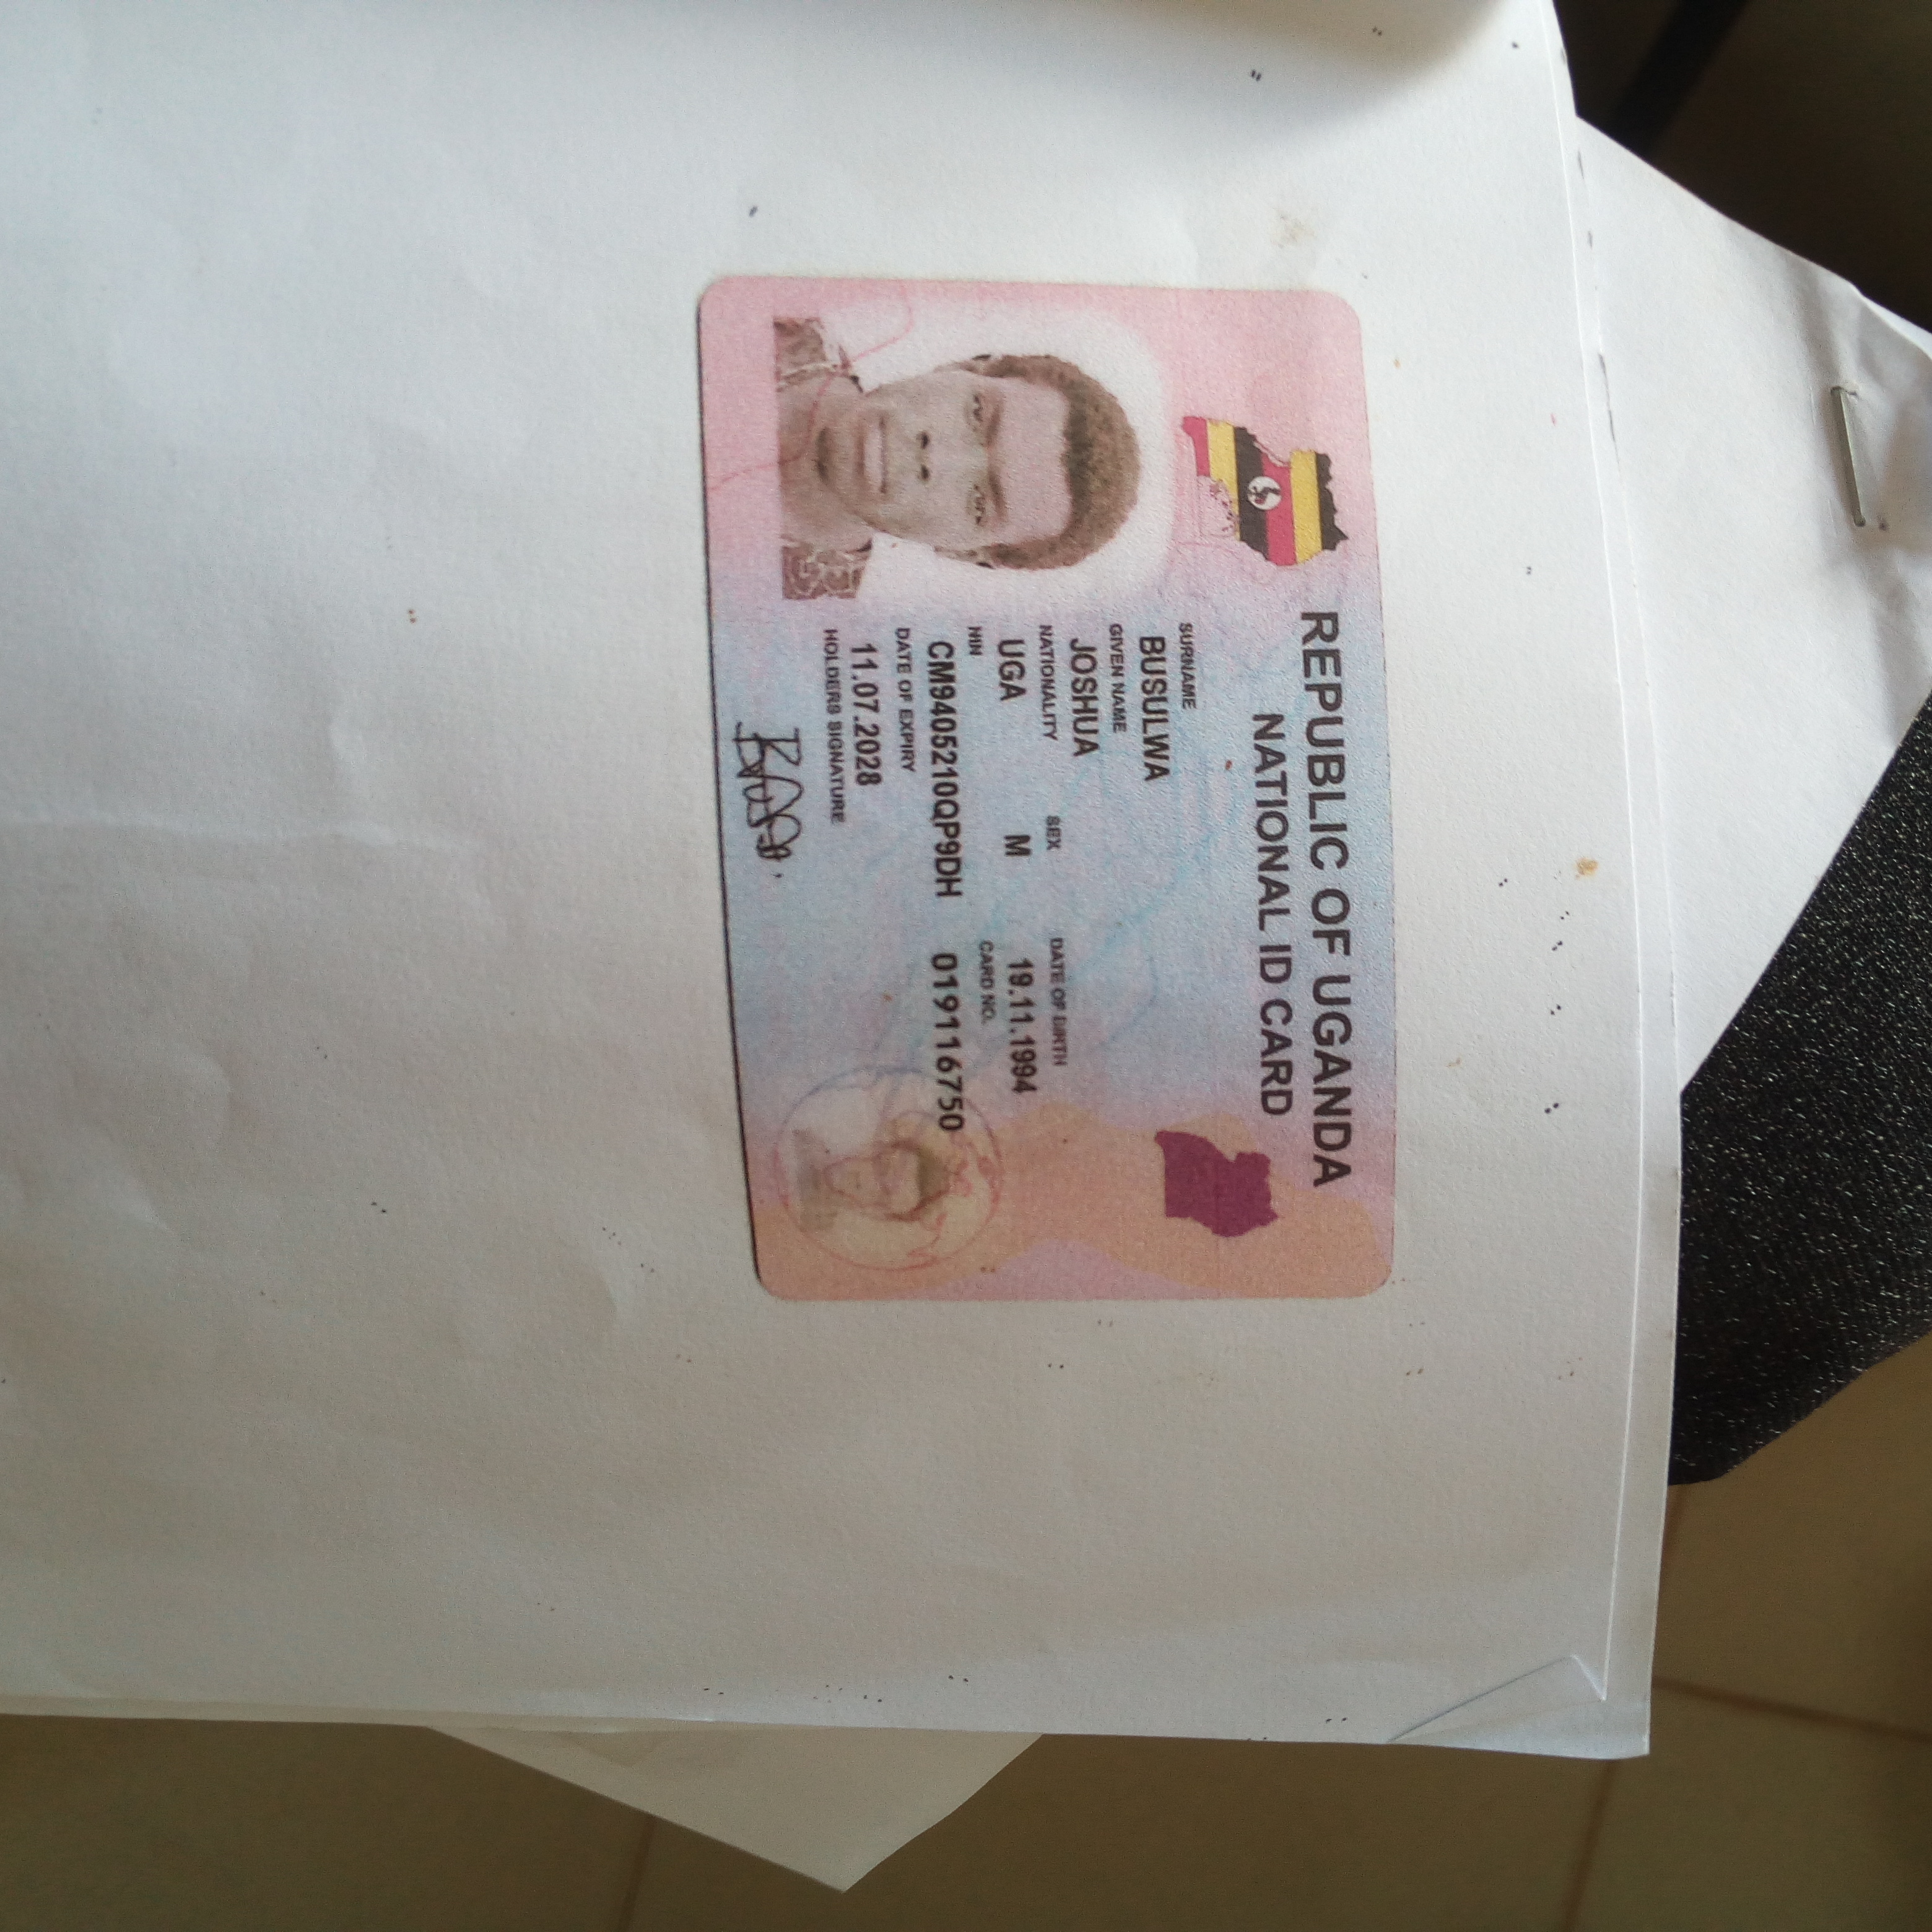 REPUBLIC OF UGANDA
NATIONAL ID CARD
SURNAME
BUSULWA
GIVEN NAME
JOSHUA
NATIONALITY SEX DATE OF BIRTH
UGA M 19.11.1994
NIN CARD NO.
CM9405210QP9DH 019116750
DATE OF EXPIRY
11.07.2028
HOLDERS SIGNATURE